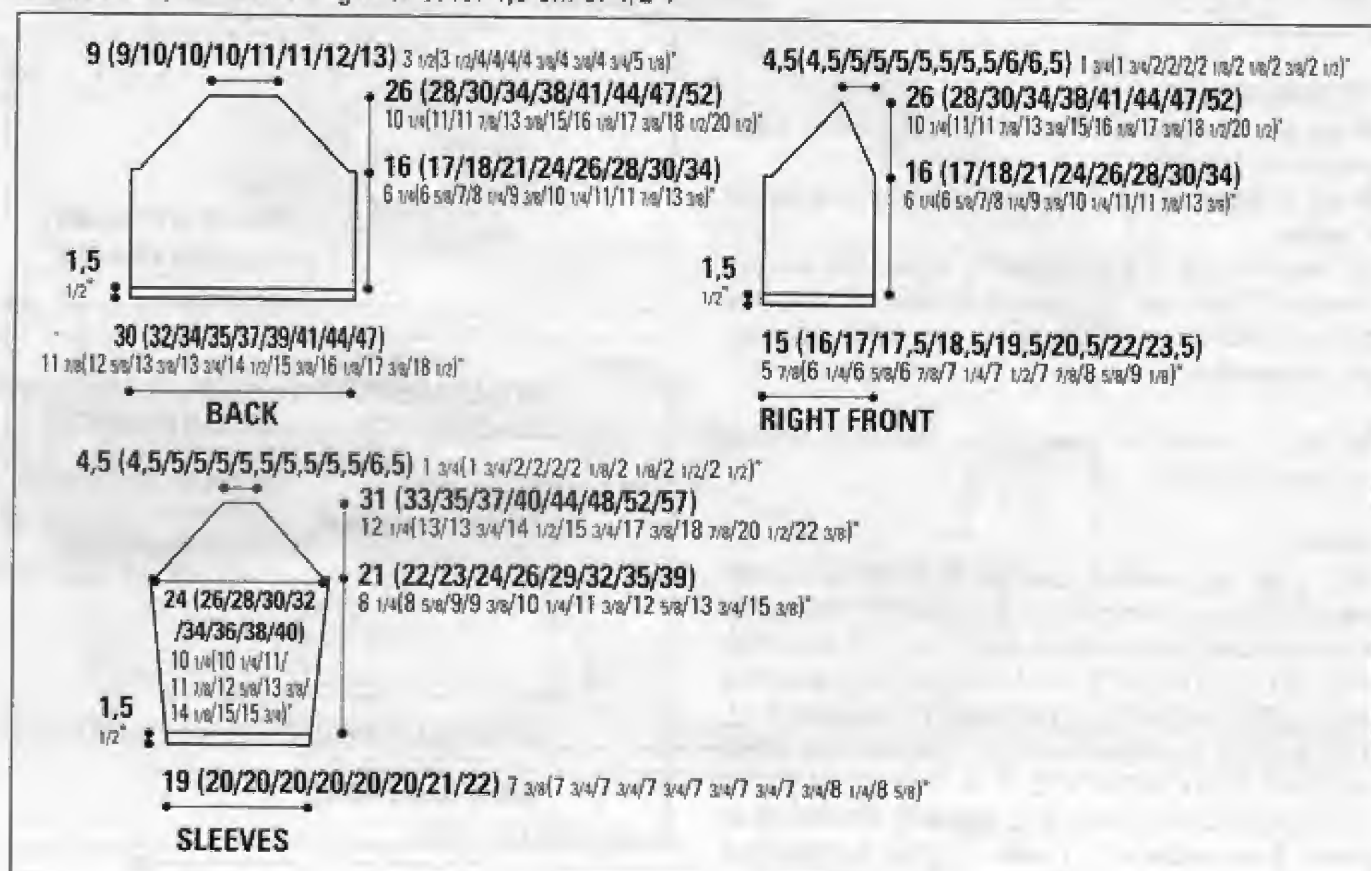 9 (9/10/10/10/11/11/12/13) 3 1/2(3 1/2/4/4/4/4 3/8/4 3/8/4 3/4/5 1/8)"
26 (28/30/34/38/41/44/47/52)
10 1/4(11/11 7/8/13 3/8/15/16 1/8/17 3/8/18 1/2/20 1/2)"
16 (17/18/21/24/26/28/30/34)
6 1/4(6 5/8/7/8 1/4/9 3/8/10 1/4/11/11 7/8/13 3/8)"
1,5
1/2"
30 (32/34/35/37/39/41/44/47)
11 7/8(12 5/8/13 3/8/13 3/4/14 1/2/15 3/8/16 1/8/17 3/8/18 1/2)"
BACK
4,5(4,5/5/5/5/5,5/5,5/6/6,5) 1 3/4(1 3/4/2/2/2/2 1/8/2 1/8/2 3/8/2 1/2)"
26 (28/30/34/38/41/44/47/52)
10 1/4(11/11 7/8/13 3/8/15/16 1/8/17 3/8/18 1/2/20 1/2)"
16 (17/18/21/24/26/28/30/34)
6 1/4(6 5/8/7/8 1/4/9 3/8/10 1/4/11/11 7/8/13 3/8)"
1,5
1/2"
15 (16/17/17,5/18,5/19,5/20,5/22/23,5)
5 7/8(6 1/4/6 5/8/6 7/8/7 1/4/7 1/2/7 7/8/8 5/8/9 1/8)"
RIGHT FRONT
4,5 (4,5/5/5/5/5,5/5,5/5,5/6,5) 1 3/4(1 3/4/2/2/2/2 1/8/2 1/8/2 1/2/2 1/2)"
31 (33/35/37/40/44/48/52/57)
12 1/4(13/13 3/4/14 1/2/15 3/4/17 3/8/18 7/8/20 1/2/22 3/8)"
21 (22/23/24/26/29/32/35/39)
8 1/4(8 5/8/9/9 3/8/10 1/4/11 3/8/12 5/8/13 3/4/15 3/8)"
24 (26/28/30/32
/34/36/38/40)
10 1/4(10 1/4/11/
11 7/8/12 5/8/13 3/8/
14 1/8/15/15 3/4)"
1,5
1/2"
19 (20/20/20/20/20/20/21/22) 7 3/8(7 3/4/7 3/4/7 3/4/7 3/4/7 3/4/7 3/4/8 1/4/8 5/8)"
SLEEVES